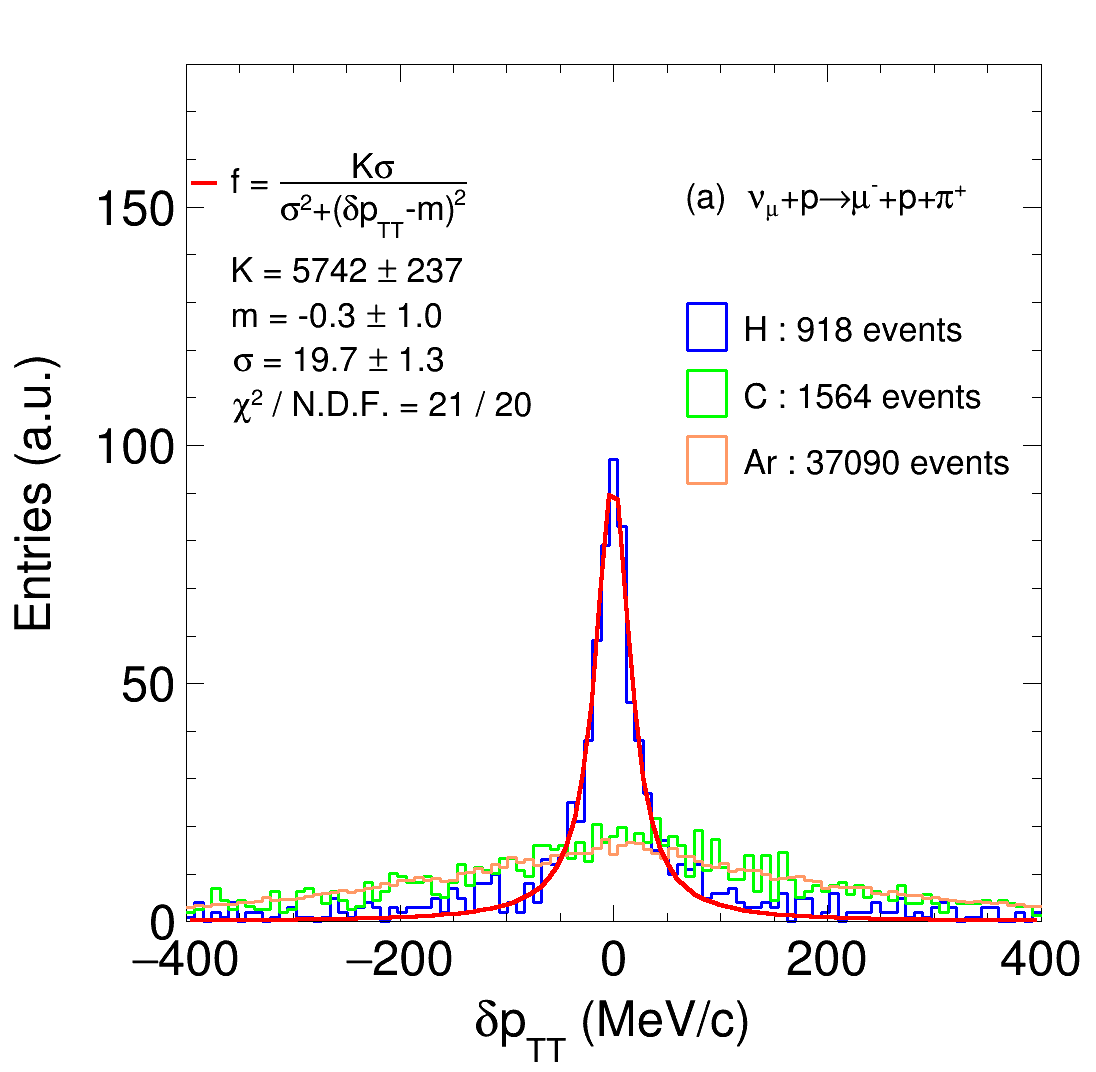 f = Kσ / σ²+(δp_TT-m)²
K = 5742 ± 237
m = -0.3 ± 1.0
σ = 19.7 ± 1.3
χ² / N.D.F. = 21 / 20
(a) ν_μ+p→μ⁻+p+π⁺
H : 918 events
C : 1564 events
Ar : 37090 events
Entries (a.u.)
150
100
50
0
−400 −200 0 200 400
δp_TT (MeV/c)